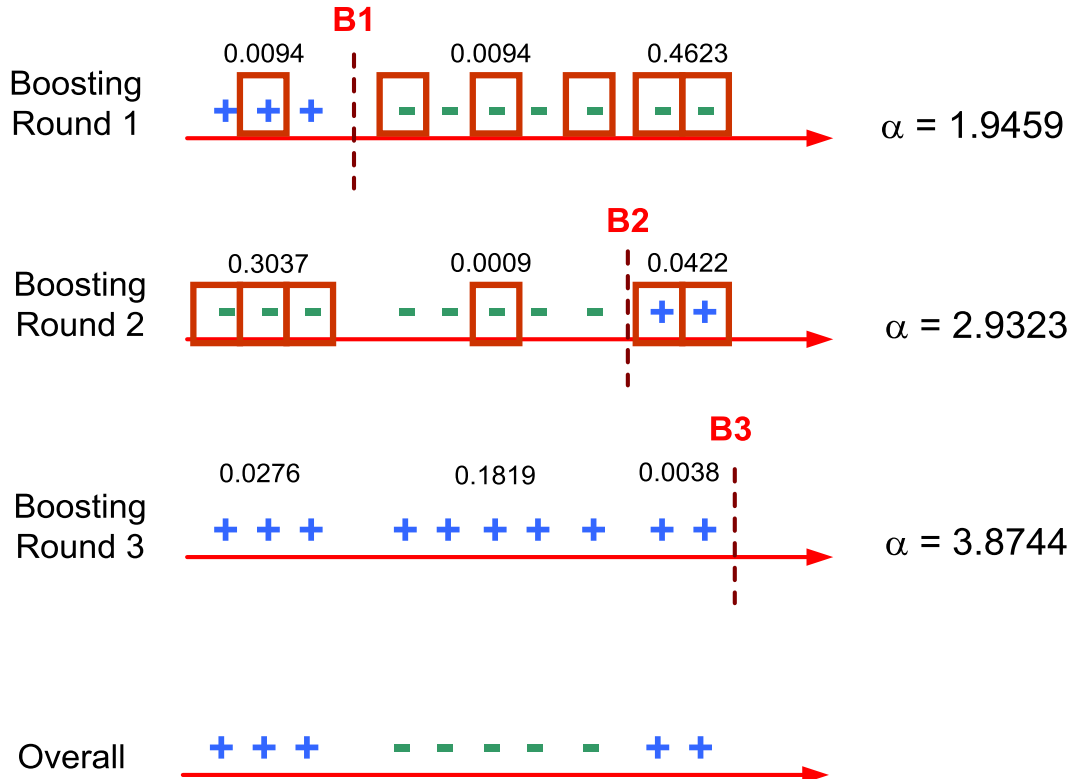 B1
0.0094 0.0094 0.4623
Boosting
Round 1
+ + + - - - - - - -
α = 1.9459
B2
0.3037 0.0009 0.0422
Boosting
Round 2
- - - - - - - - + +
α = 2.9323
B3
0.0276 0.1819 0.0038
Boosting
Round 3
+ + + + + + + + + +
α = 3.8744
Overall
+ + + - - - - - + +